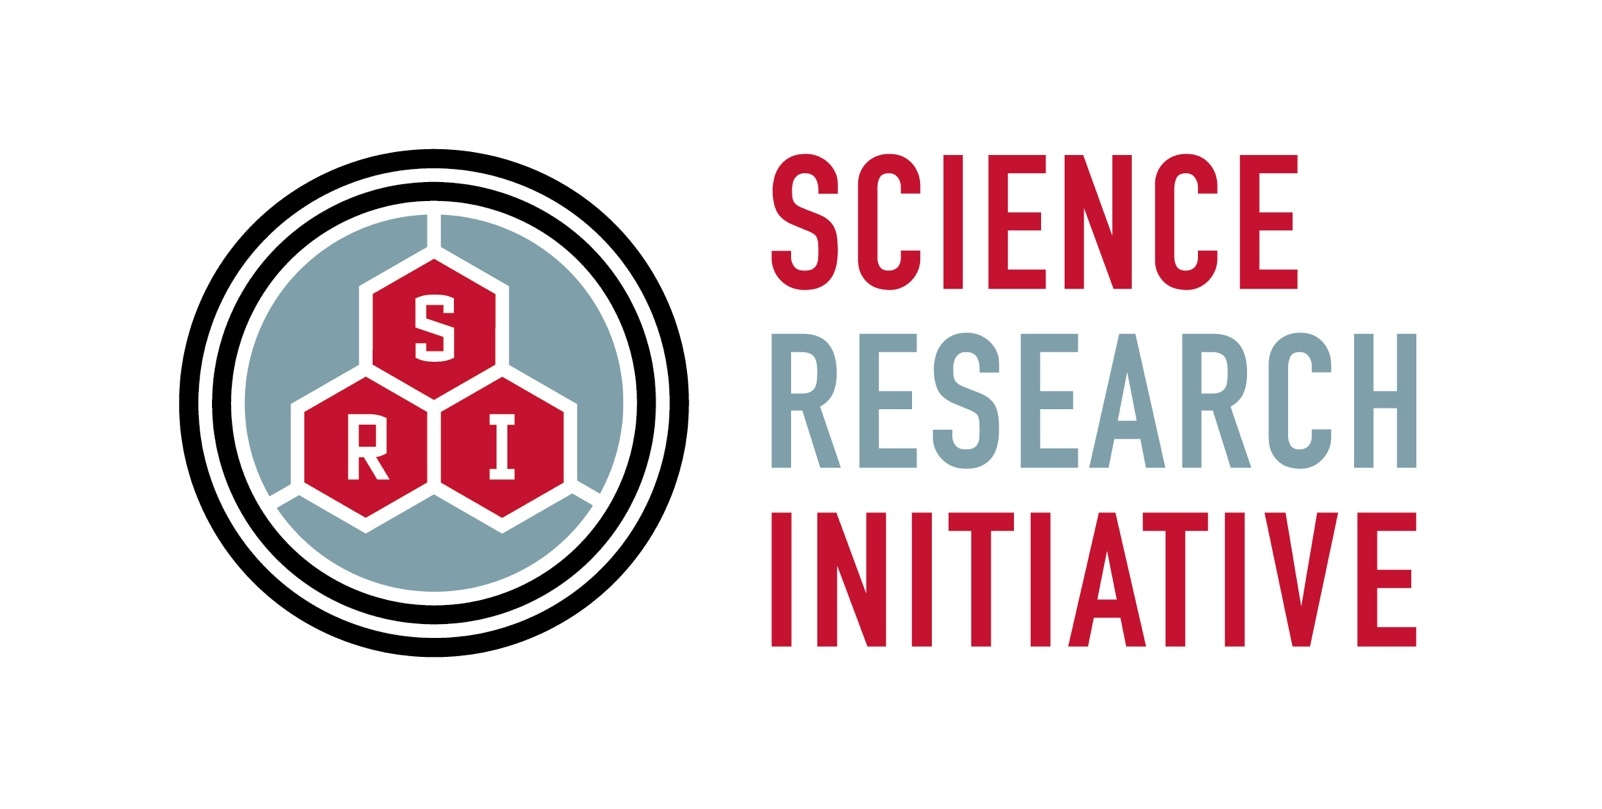 S
R I
SCIENCE
RESEARCH
INITIATIVE